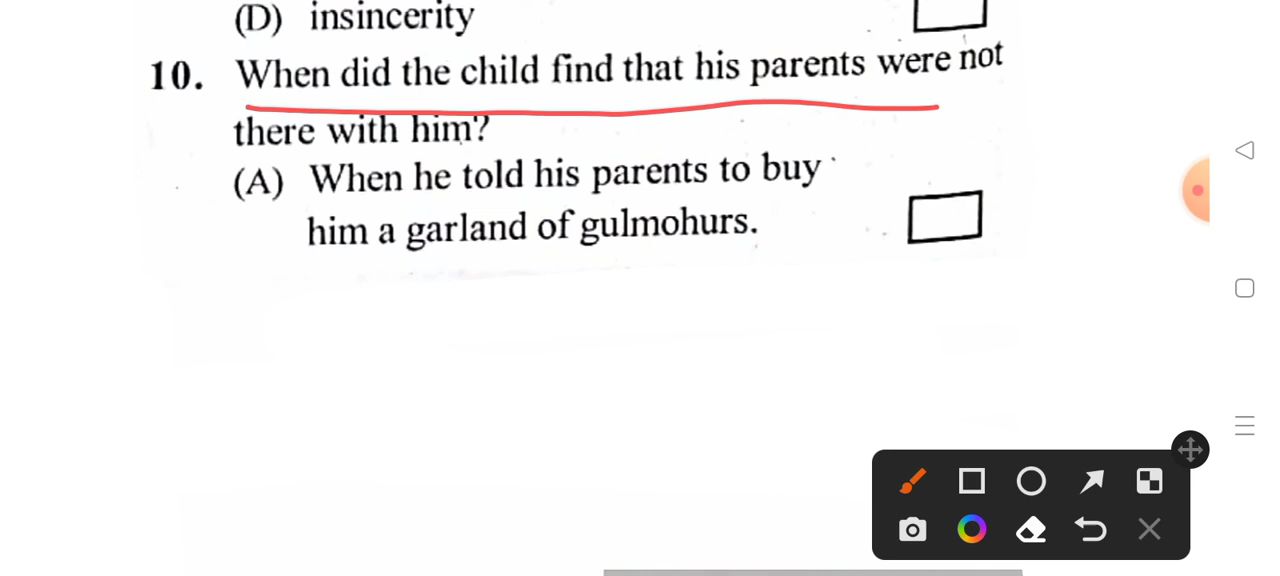 (D) insincerity
10. When did the child find that his parents were not
there with him?
(A) When he told his parents to buy
him a garland of gulmohurs.